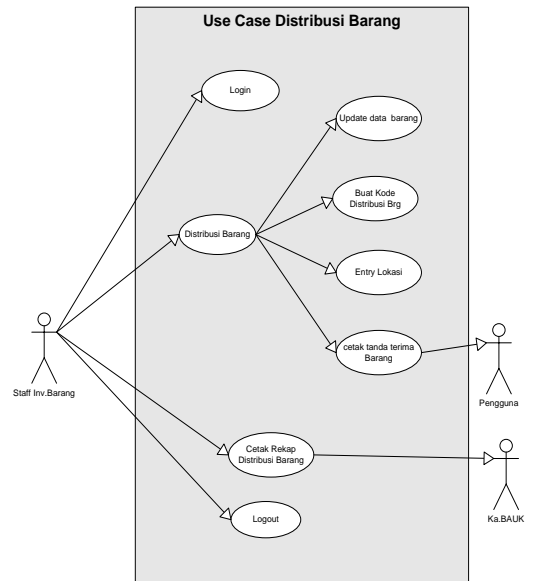 Use Case Distribusi Barang
Login
Update data  barang
Buat Kode
Distribusi Brg
Distribusi Barang
Entry Lokasi
cetak tanda terima
Barang
Staff Inv.Barang
Pengguna
Cetak Rekap
Distribusi Barang
Ka.BAUK
Logout